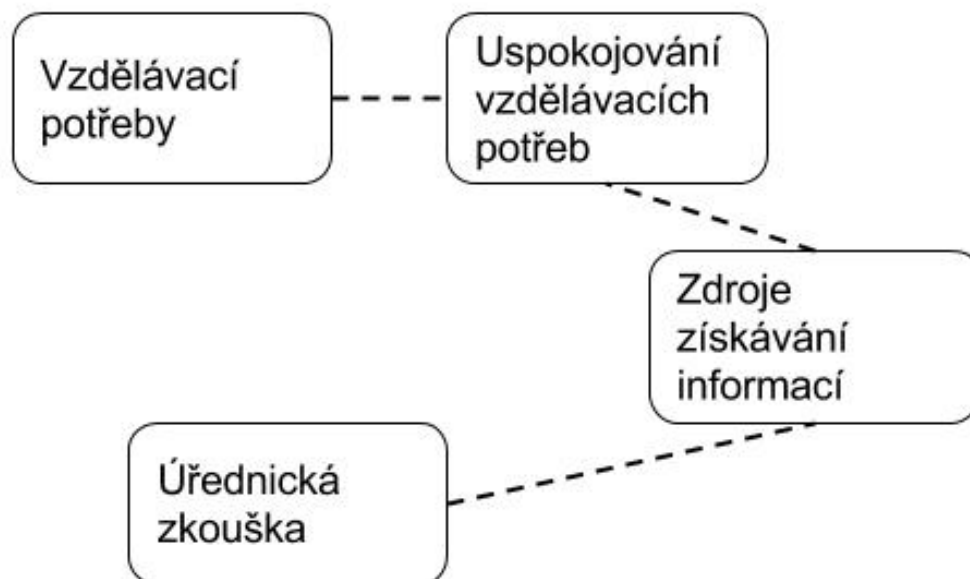 Vzdělávací
potřeby
Uspokojování
vzdělávacích
potřeb
Zdroje
získávání
informací
Úřednická
zkouška